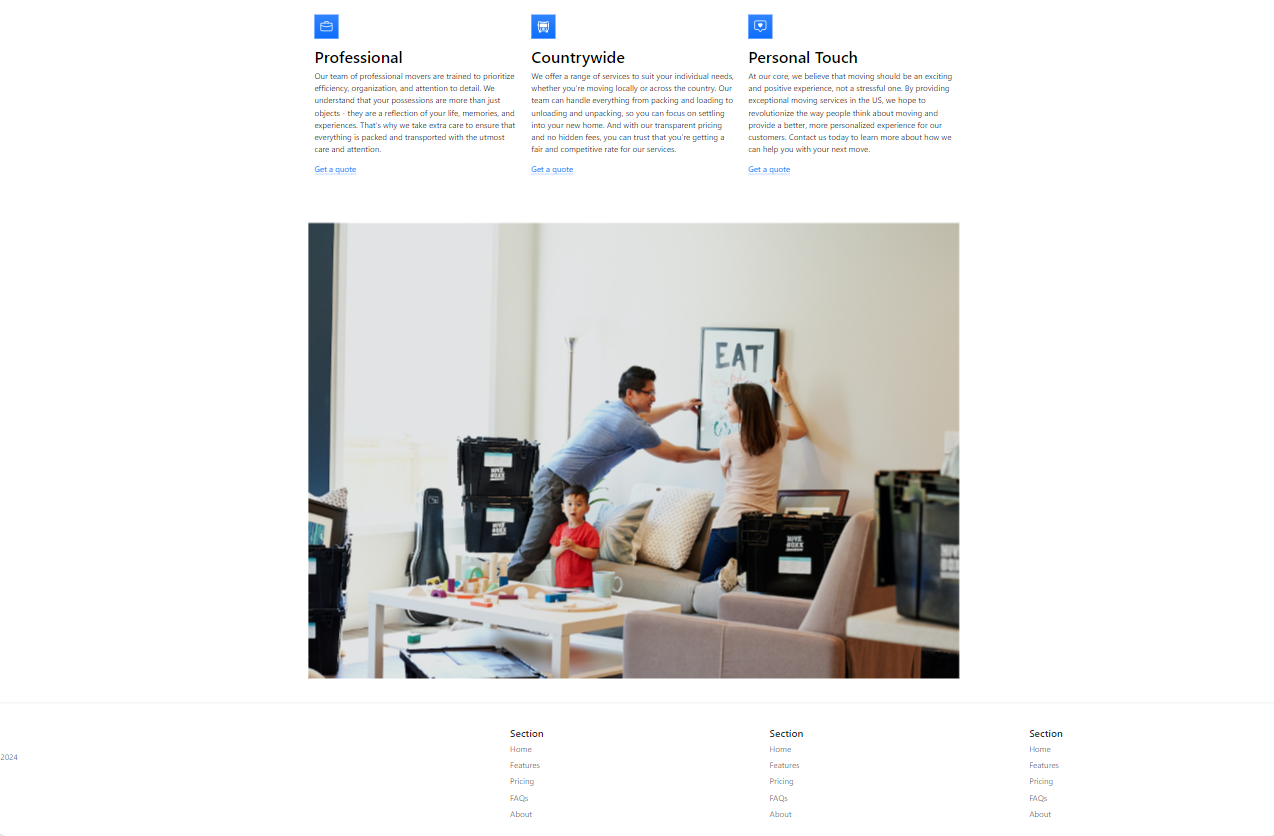 Professional
Our team of professional movers are trained to prioritize
efficiency, organization, and attention to detail. We
understand that your possessions are more than just
objects - they are a reflection of your life, memories, and
experiences. That's why we take extra care to ensure that
everything is packed and transported with the utmost
care and attention.
Get a quote
Countrywide
We offer a range of services to suit your individual needs,
whether you're moving locally or across the country. Our
team can handle everything from packing and loading to
unloading and unpacking, so you can focus on settling
into your new home. And with our transparent pricing
and no hidden fees, you can trust that you're getting a
fair and competitive rate for our services.
Get a quote
Personal Touch
At our core, we believe that moving should be an exciting
and positive experience, not a stressful one. By providing
exceptional moving services in the US, we hope to
revolutionize the way people think about moving and
provide a better, more personalized experience for our
customers. Contact us today to learn more about how we
can help you with your next move.
Get a quote
EAT
2024
Section
Home
Features
Pricing
FAQs
About
Section
Home
Features
Pricing
FAQs
About
Section
Home
Features
Pricing
FAQs
About